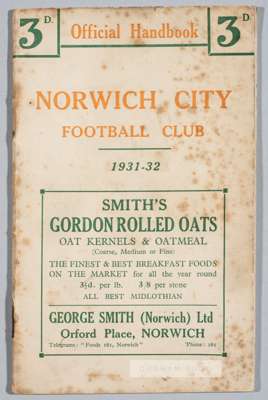 3D. Official Handbook 3D.
NORWICH CITY
FOOTBALL CLUB
1931-32
SMITH'S
GORDON ROLLED OATS
OAT KERNELS & OATMEAL
(Coarse, Medium or Fine)
THE FINEST & BEST BREAKFAST FOODS
ON THE MARKET for all the year round
3½d. per lb. 3/8 per stone
ALL BEST MIDLOTHIAN
GEORGE SMITH (Norwich) Ltd
Orford Place, NORWICH
Telegrams: "Foods 181, Norwich" 'Phone: 181